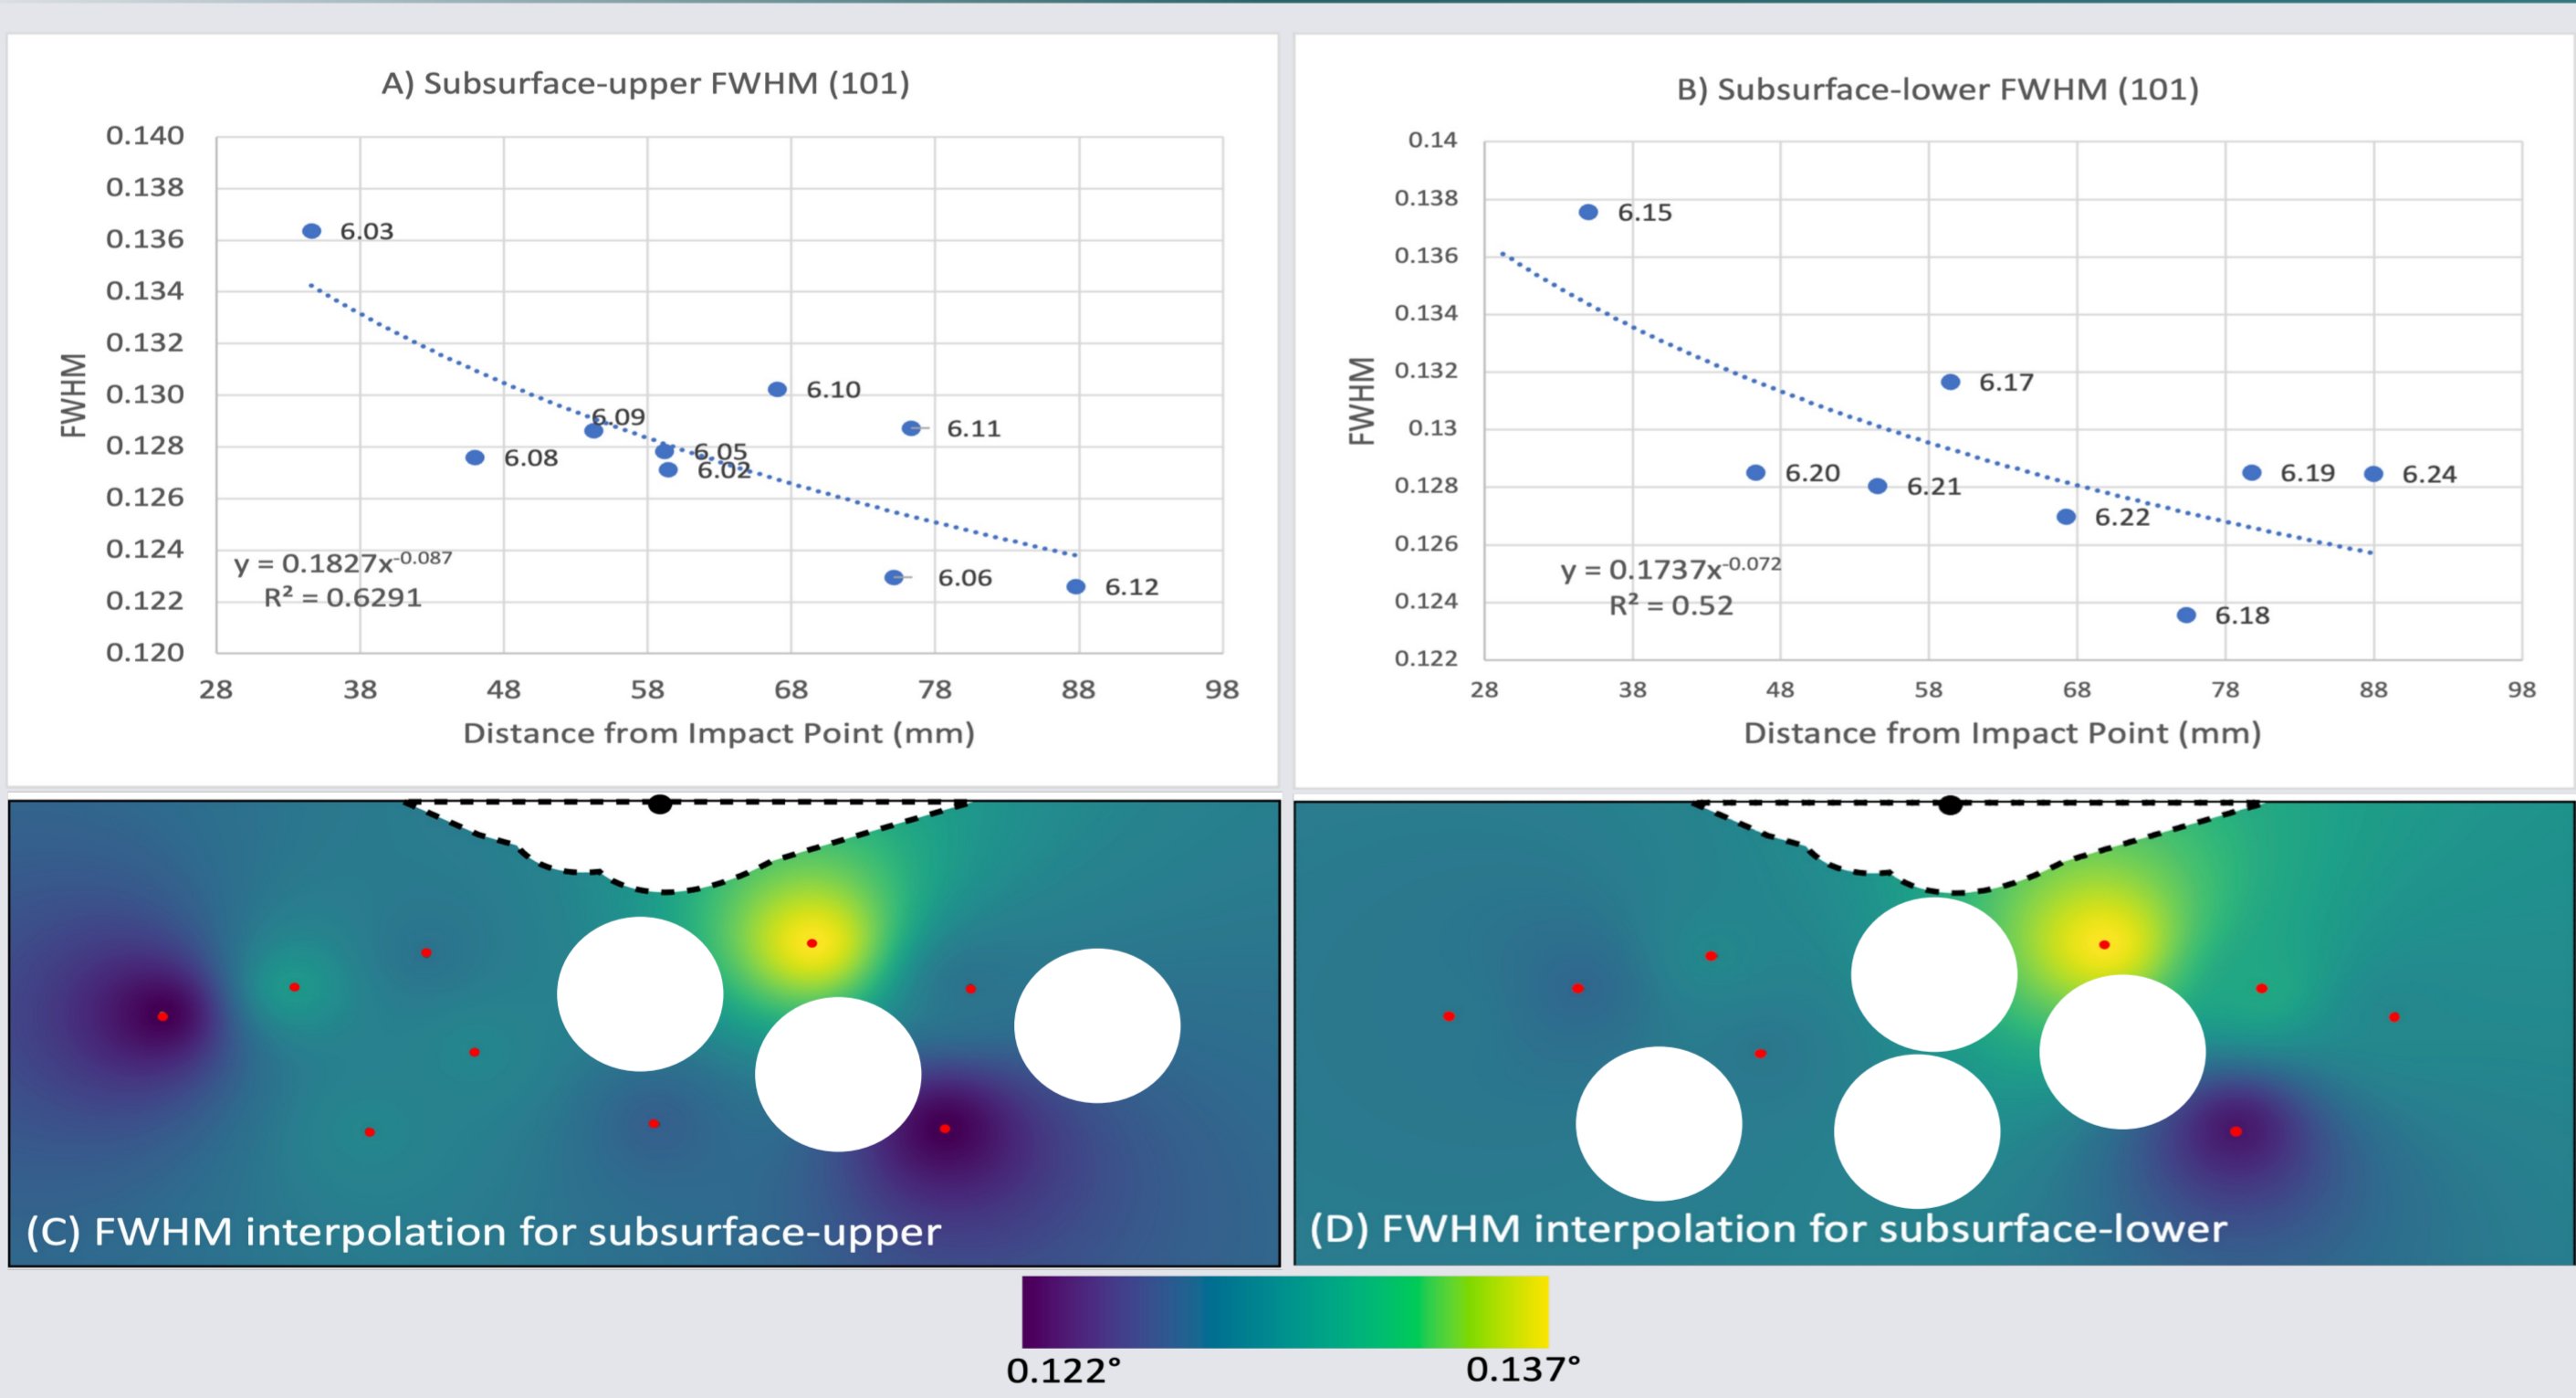 A) Subsurface-upper FWHM (101)
0.140
0.138
0.136
0.134
0.132
0.130
0.128
0.126
0.124
0.122
0.120
FWHM
6.03
6.10
6.09
6.11
6.05
6.08
6.02
6.06
6.12
y = 0.1827x^-0.087
R² = 0.6291
28 38 48 58 68 78 88 98
Distance from Impact Point (mm)
B) Subsurface-lower FWHM (101)
0.14
0.138
0.136
0.134
0.132
0.13
0.128
0.126
0.124
0.122
FWHM
6.15
6.17
6.20
6.19
6.24
6.21
6.22
6.18
y = 0.1737x^-0.072
R² = 0.52
28 38 48 58 68 78 88 98
Distance from Impact Point (mm)
(C) FWHM interpolation for subsurface-upper
(D) FWHM interpolation for subsurface-lower
0.122° 0.137°